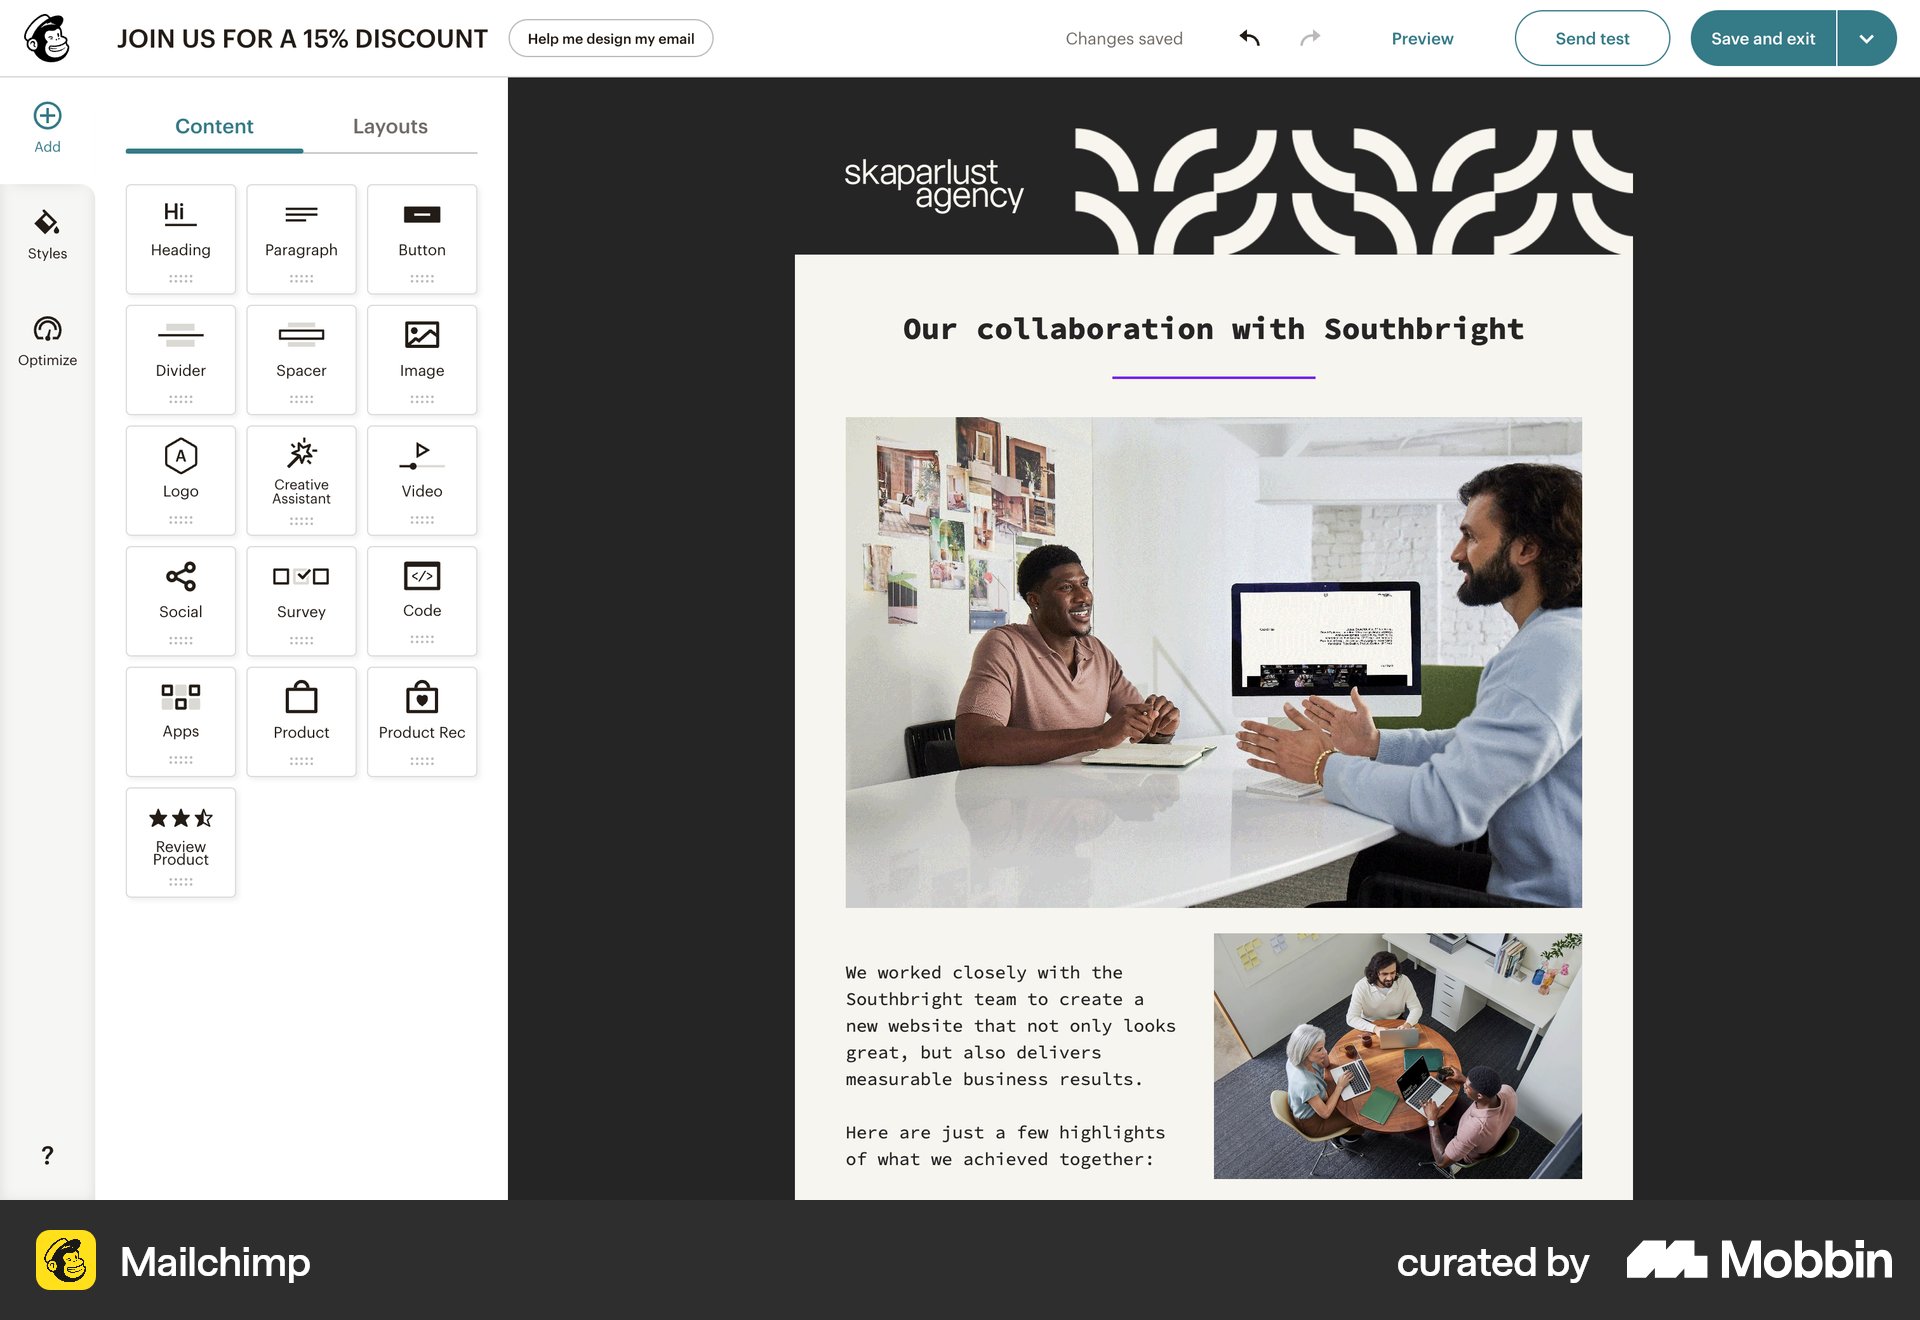 JOIN US FOR A 15% DISCOUNT
Help me design my email
Changes saved
Preview
Send test
Save and exit
Add
Styles
Optimize
?
Content
Layouts
Hi
Heading
Paragraph
Button
Divider
Spacer
Image
A
Logo
Creative
Assistant
Video
Social
Survey
</>
Code
Apps
Product
Product Rec
Review
Product
skaparlust
agency
Our collaboration with Southbright
We worked closely with the
Southbright team to create a
new website that not only looks
great, but also delivers
measurable business results.
Here are just a few highlights
of what we achieved together:
Mailchimp
curated by
Mobbin